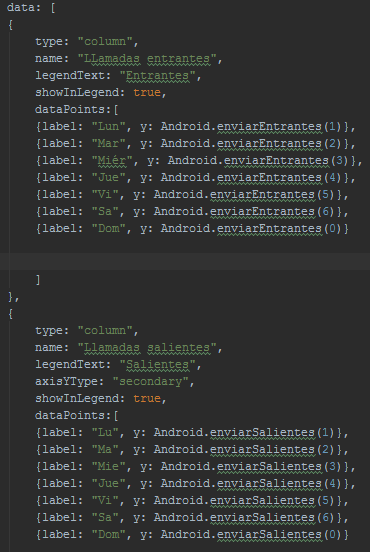 data: [
{
type: "column",
name: "LLamadas entrantes",
legendText: "Entrantes",
showInLegend: true,
dataPoints:[
{label: "Lun", y: Android.enviarEntrantes(1)},
{label: "Mar", y: Android.enviarEntrantes(2)},
{label: "Miér", y: Android.enviarEntrantes(3)},
{label: "Jue", y: Android.enviarEntrantes(4)},
{label: "Vi", y: Android.enviarEntrantes(5)},
{label: "Sa", y: Android.enviarEntrantes(6)},
{label: "Dom", y: Android.enviarEntrantes(0)}
]
},
{
type: "column",
name: "Llamadas salientes",
legendText: "Salientes",
axisYType: "secondary",
showInLegend: true,
dataPoints:[
{label: "Lu", y: Android.enviarSalientes(1)},
{label: "Ma", y: Android.enviarSalientes(2)},
{label: "Mie", y: Android.enviarSalientes(3)},
{label: "Jue", y: Android.enviarSalientes(4)},
{label: "Vi", y: Android.enviarSalientes(5)},
{label: "Sa", y: Android.enviarSalientes(6)},
{label: "Dom", y: Android.enviarSalientes(0)}